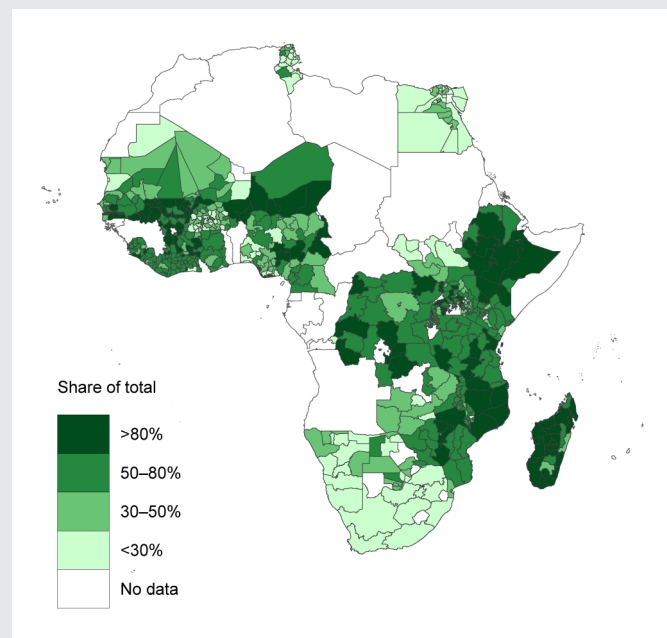 Share of total
>80%
50–80%
30–50%
<30%
No data